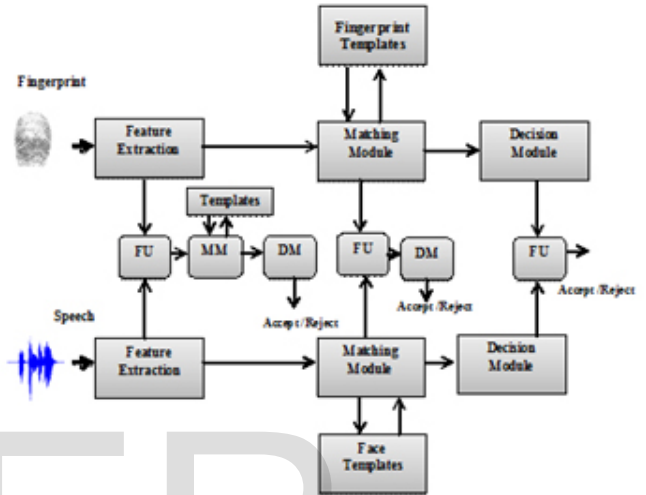 Fingerprint
Templates
Fingerprint
Feature
Extraction
Matching
Module
Decision
Module
Templates
FU
MM
DM
FU
DM
FU
Accept/Reject
Accept/Reject
Accept/Reject
Speech
Feature
Extraction
Matching
Module
Decision
Module
Face
Templates